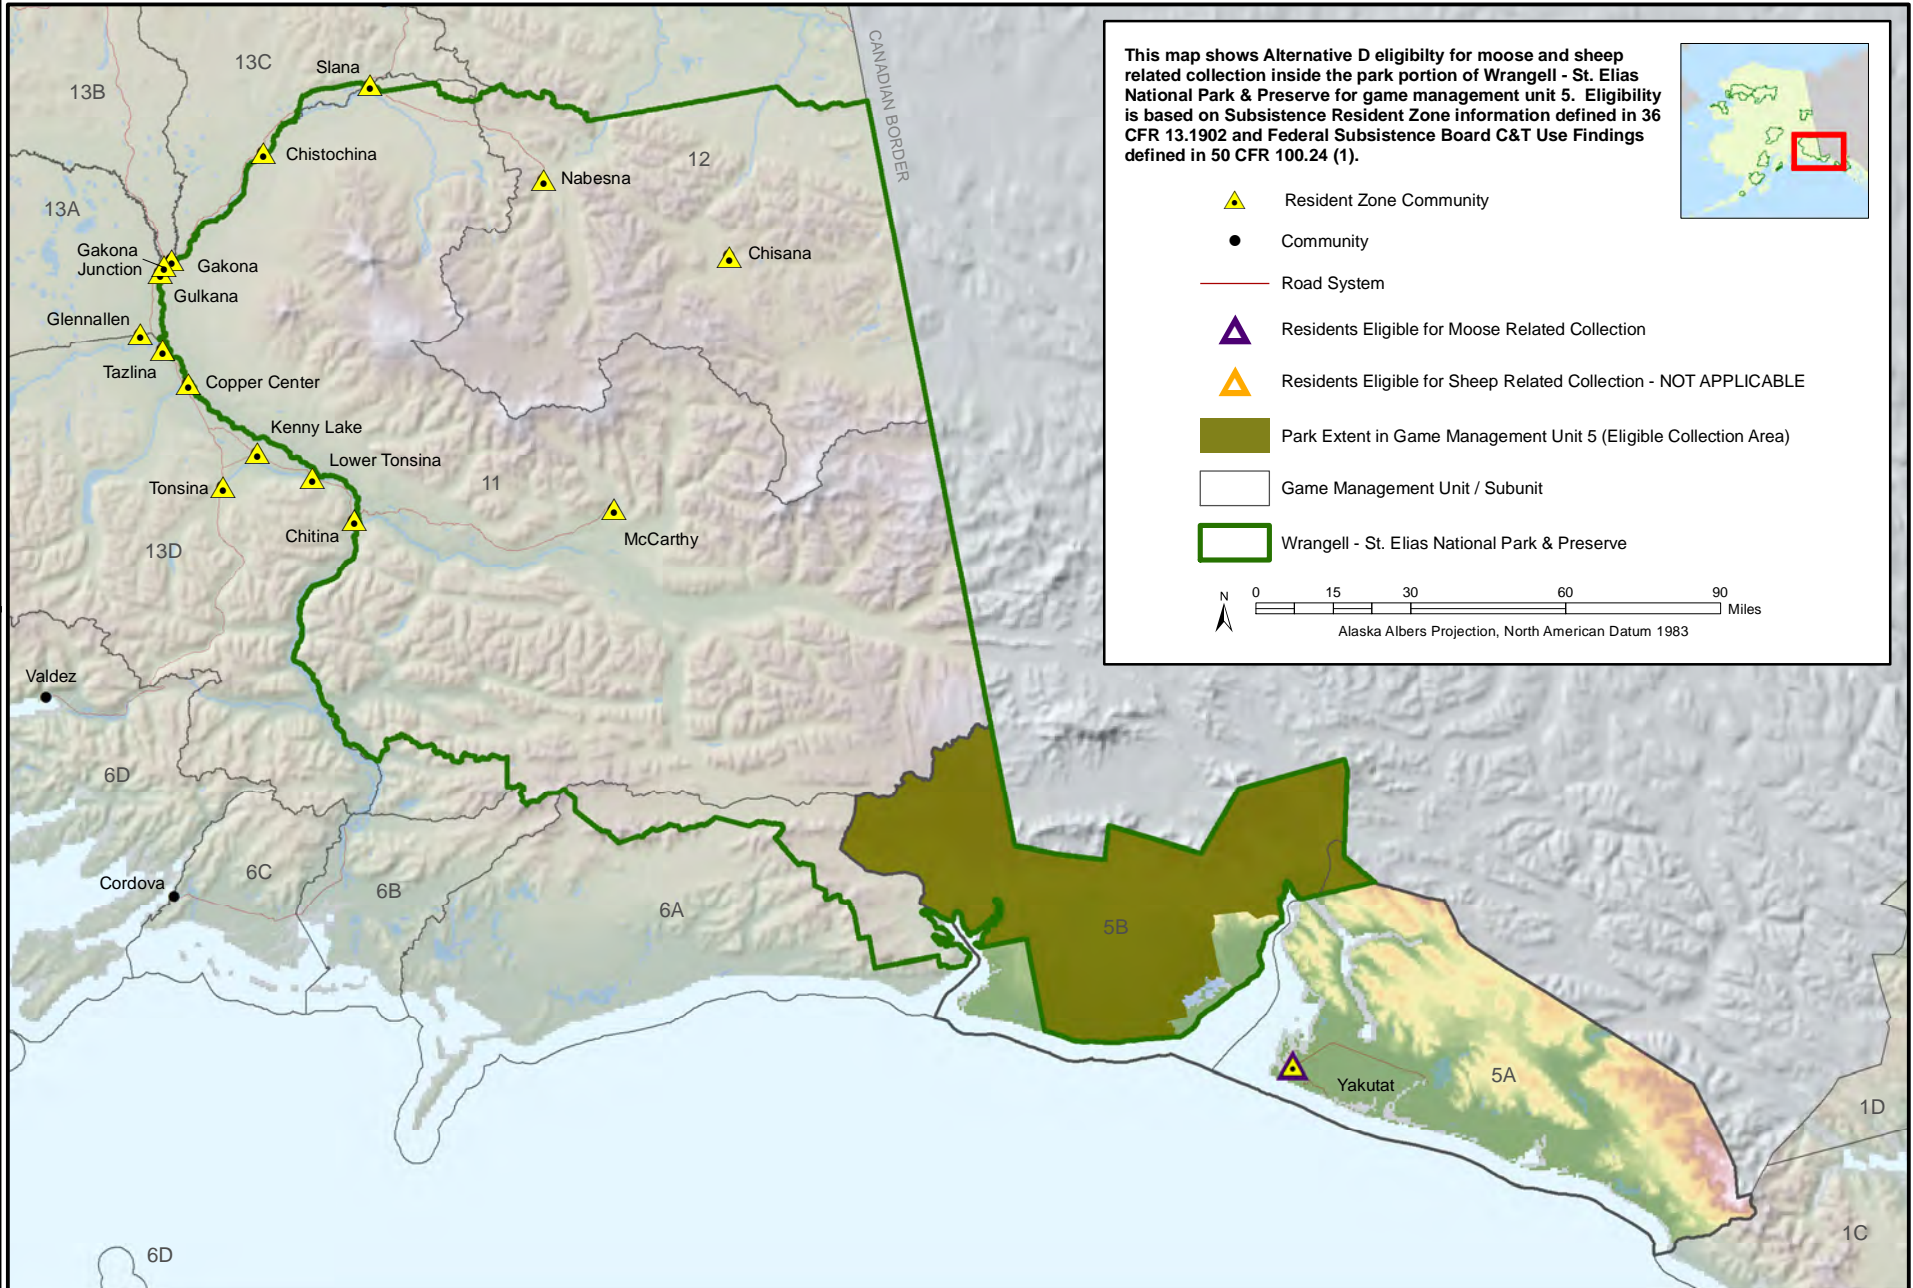 This map shows Alternative D eligibilty for moose and sheep
related collection inside the park portion of Wrangell - St. Elias
National Park & Preserve for game management unit 5.  Eligibility
is based on Subsistence Resident Zone information defined in 36
CFR 13.1902 and Federal Subsistence Board C&T Use Findings
defined in 50 CFR 100.24 (1).
Resident Zone Community
Community
Road System
Residents Eligible for Moose Related Collection
Residents Eligible for Sheep Related Collection - NOT APPLICABLE
Park Extent in Game Management Unit 5 (Eligible Collection Area)
Game Management Unit / Subunit
Wrangell - St. Elias National Park & Preserve
N
0 15 30 60 90
Miles
Alaska Albers Projection, North American Datum 1983
CANADIAN BORDER
13C
Slana
13B
Chistochina
12
Nabesna
13A
Gakona
Junction
Gakona
Chisana
Gulkana
Glennallen
Tazlina
Copper Center
Kenny Lake
Lower Tonsina
Tonsina
11
Chitina
McCarthy
13D
Valdez
6D
6C
Cordova
6B
6A
5B
Yakutat
5A
1D
1C
6D